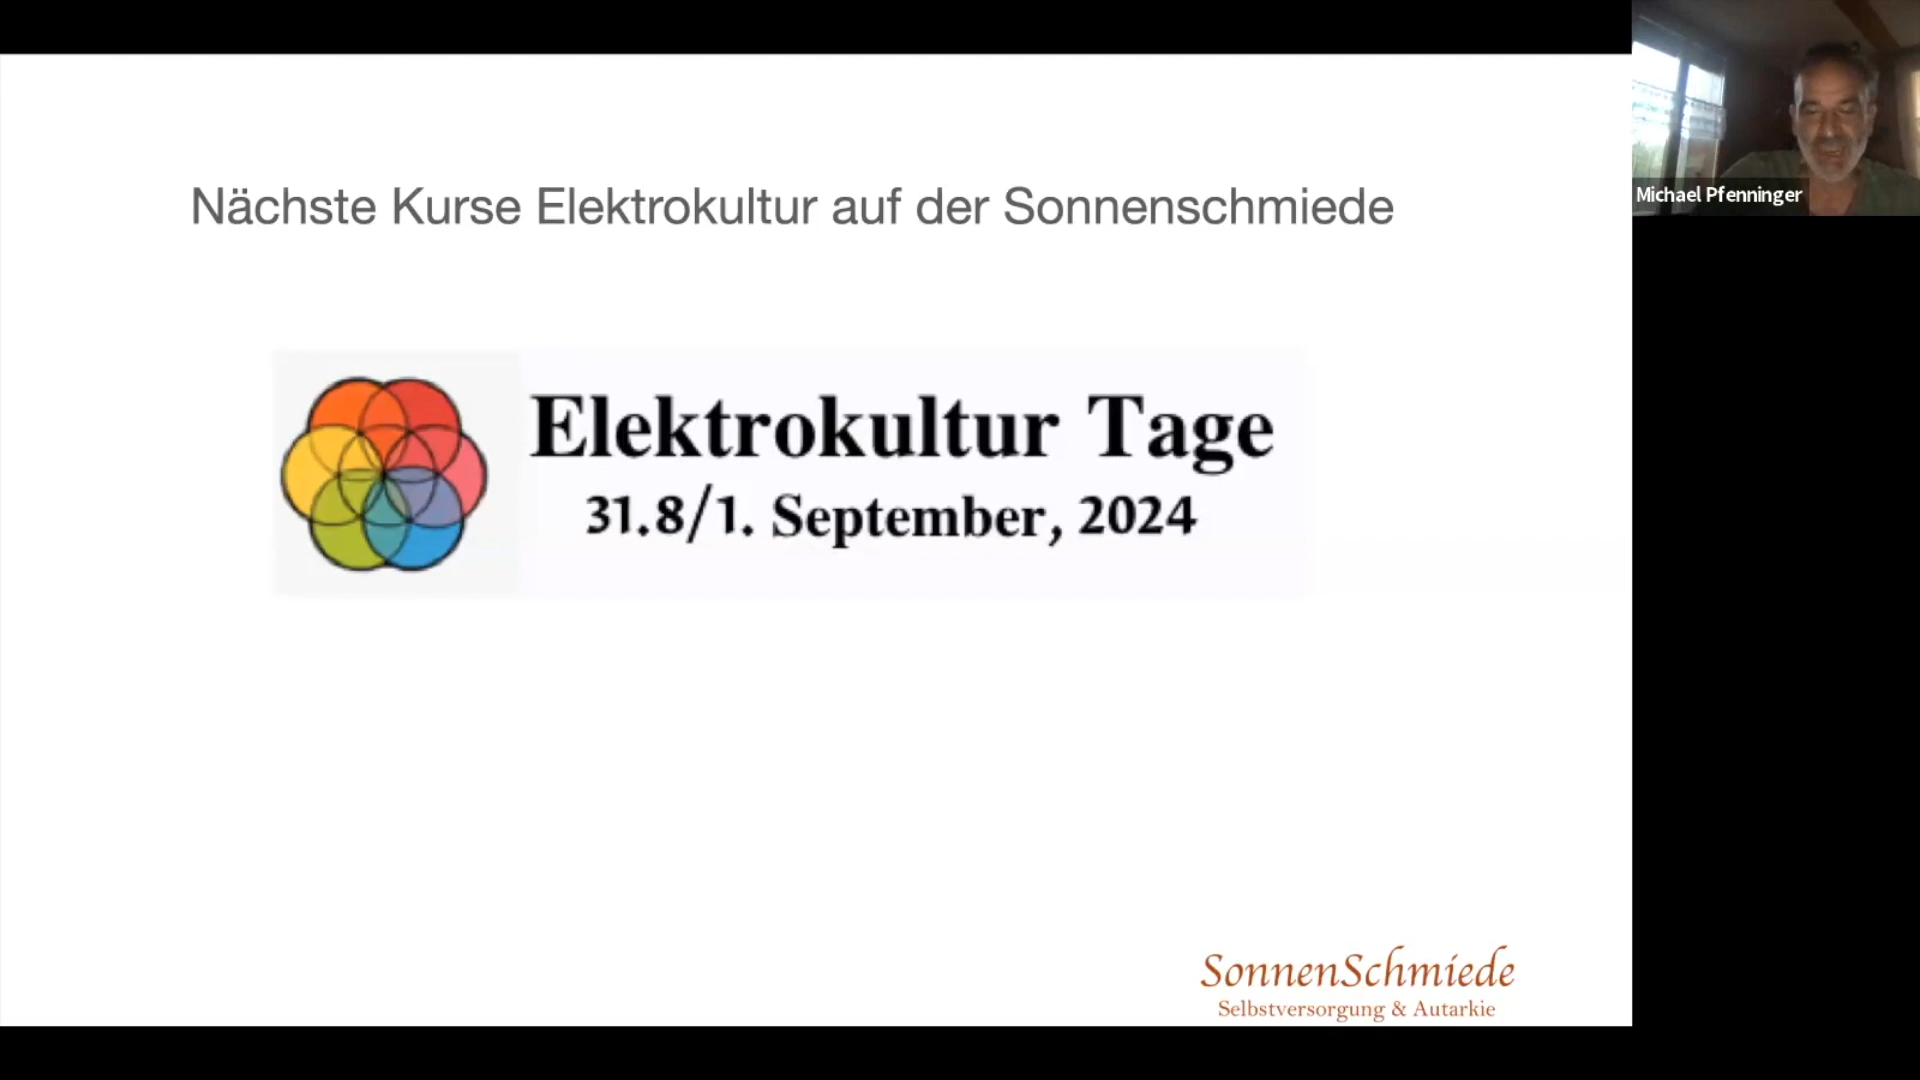 Nächste Kurse Elektrokultur auf der Sonnenschmiede
Elektrokultur Tage
31.8/1. September, 2024
SonnenSchmiede
Selbstversorgung & Autarkie
Michael Pfenninger